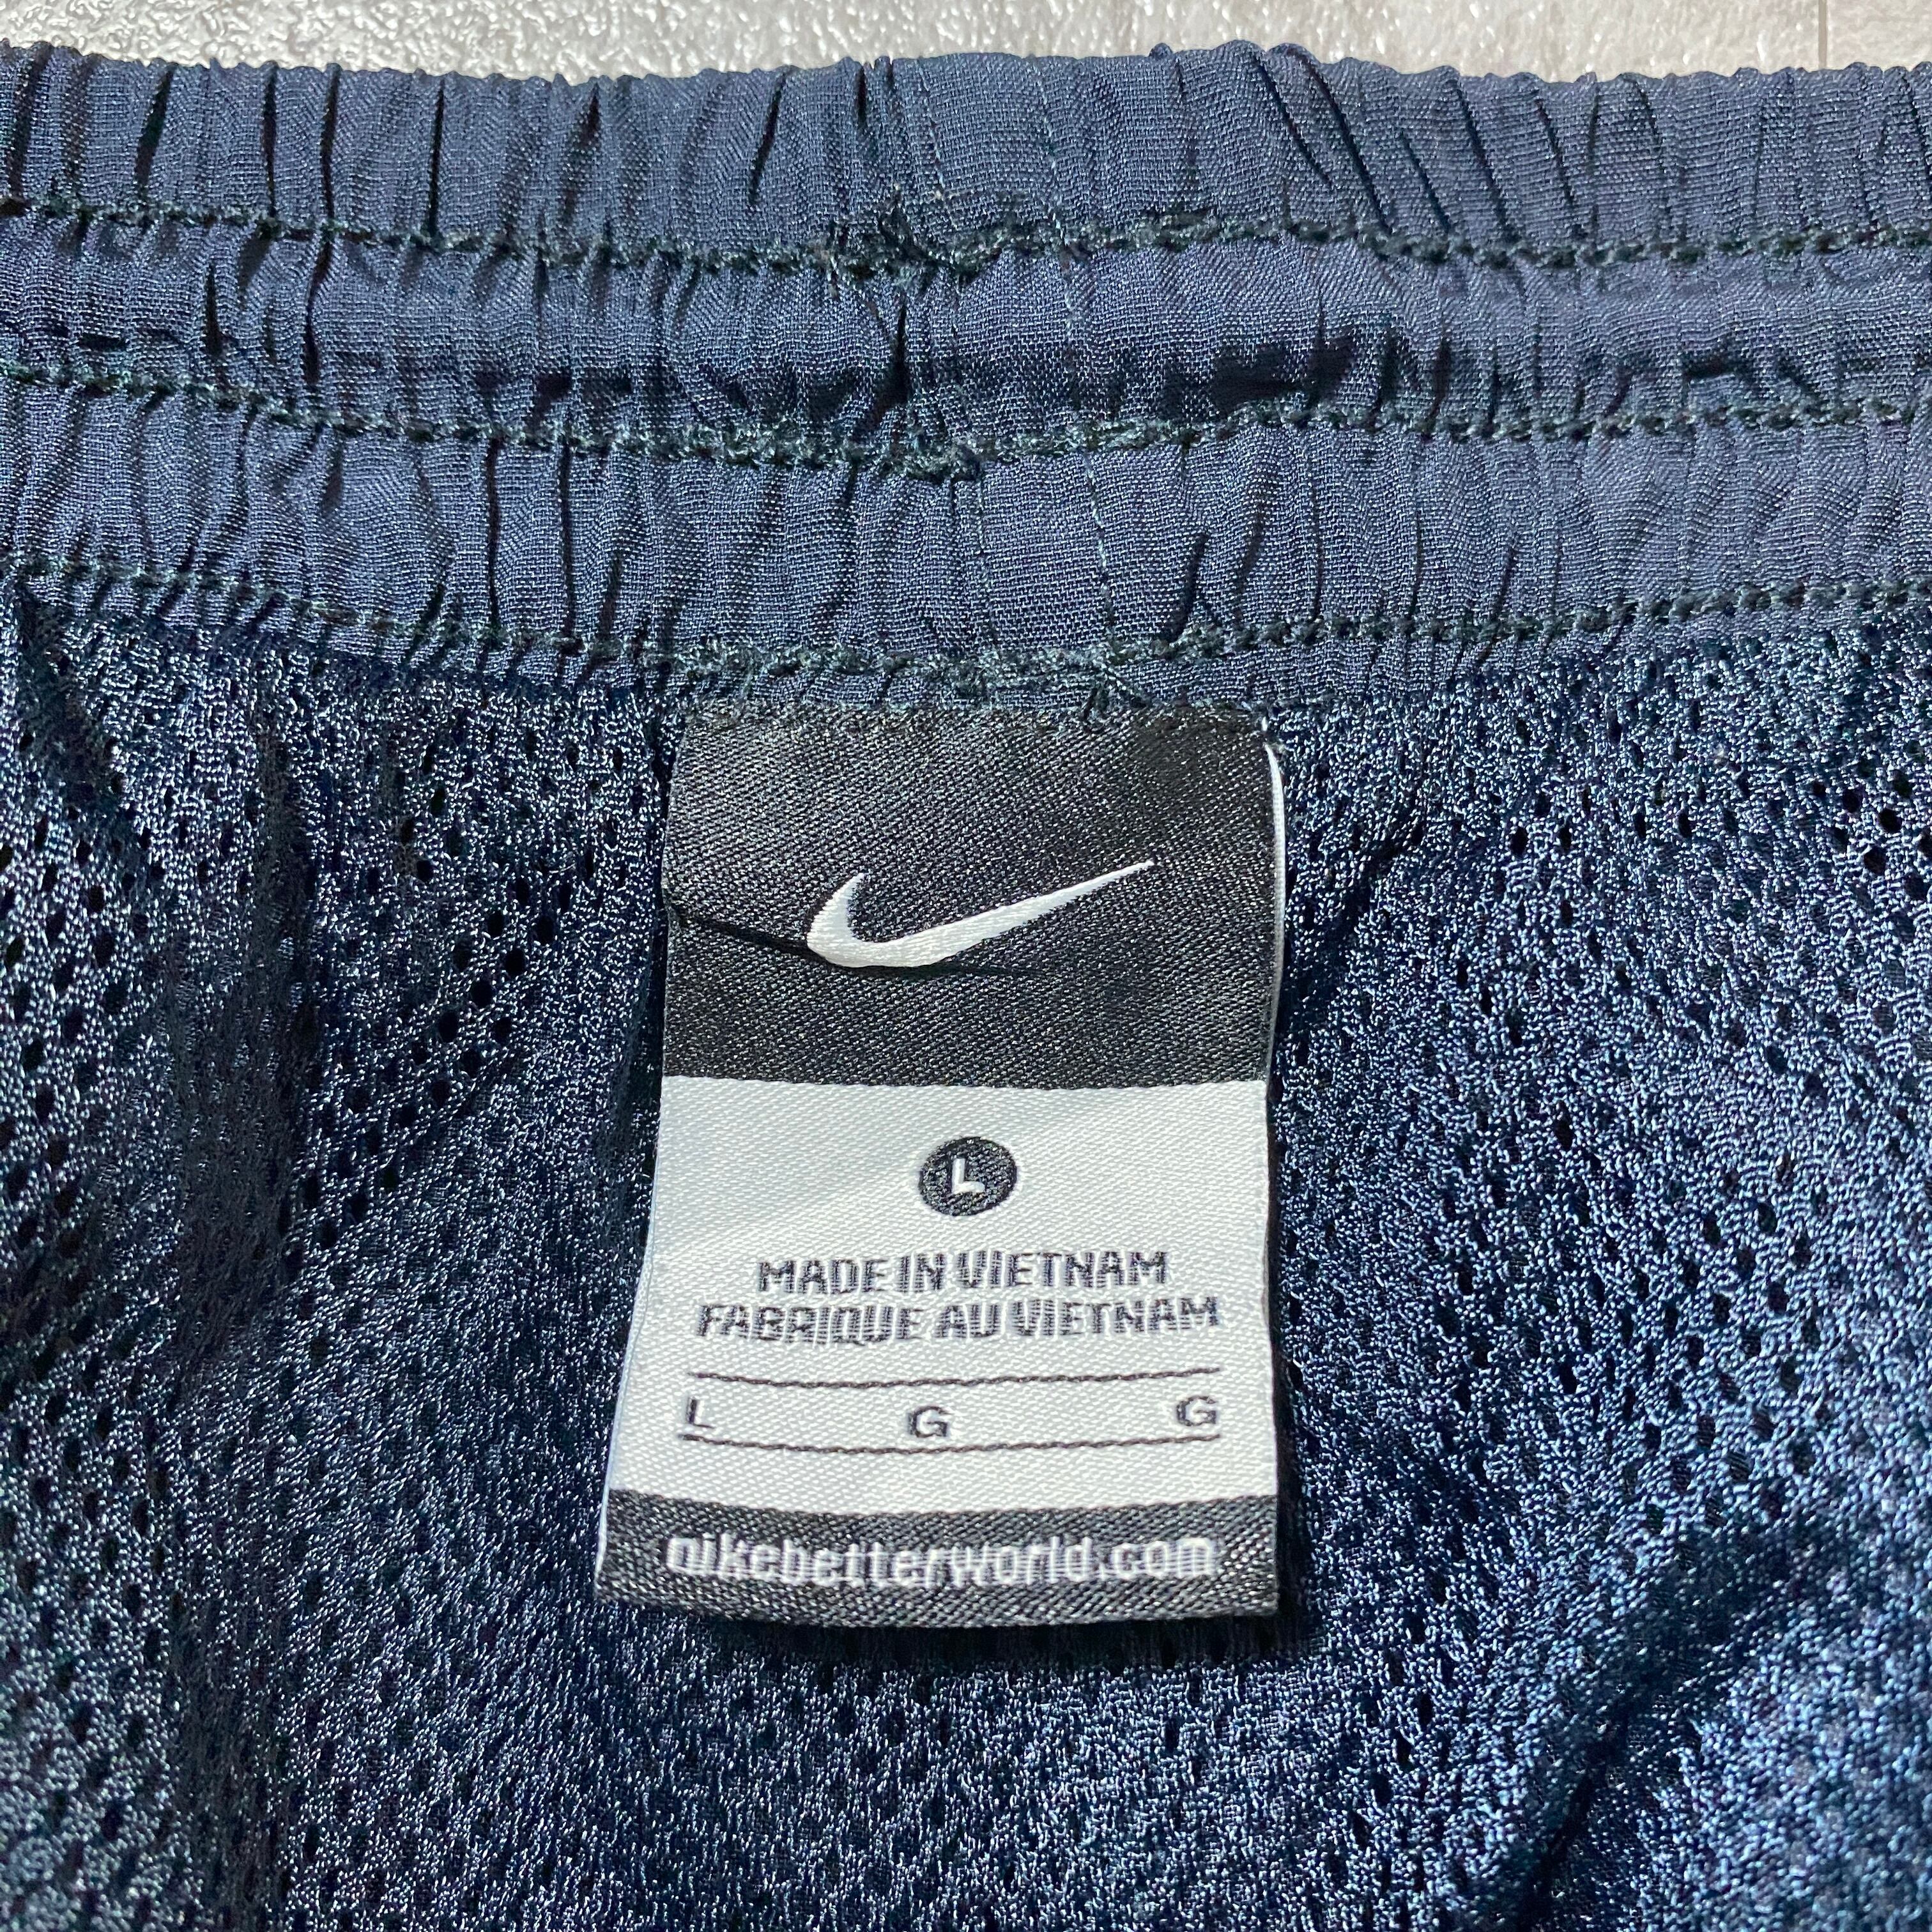 L
MADE IN VIETNAM
FABRIQUE AU VIETNAM
L G G
nikebetterworld.com